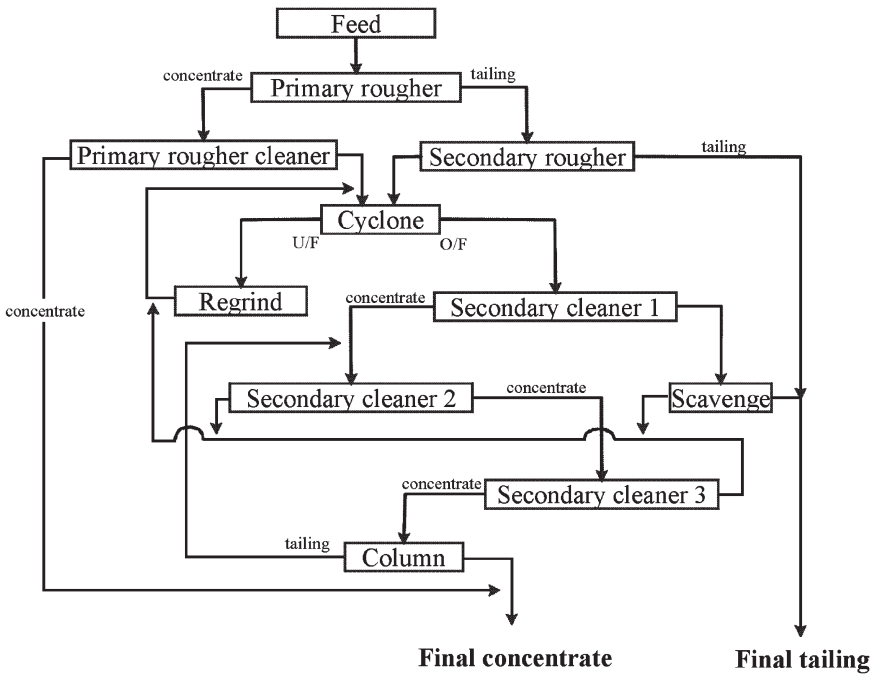 Feed
concentrate
tailing
Primary rougher
Primary rougher cleaner
Secondary rougher
tailing
Cyclone
U/F
O/F
Regrind
concentrate
Secondary cleaner 1
concentrate
Secondary cleaner 2
concentrate
Scavenge
concentrate
Secondary cleaner 3
tailing
Column
Final concentrate
Final tailing